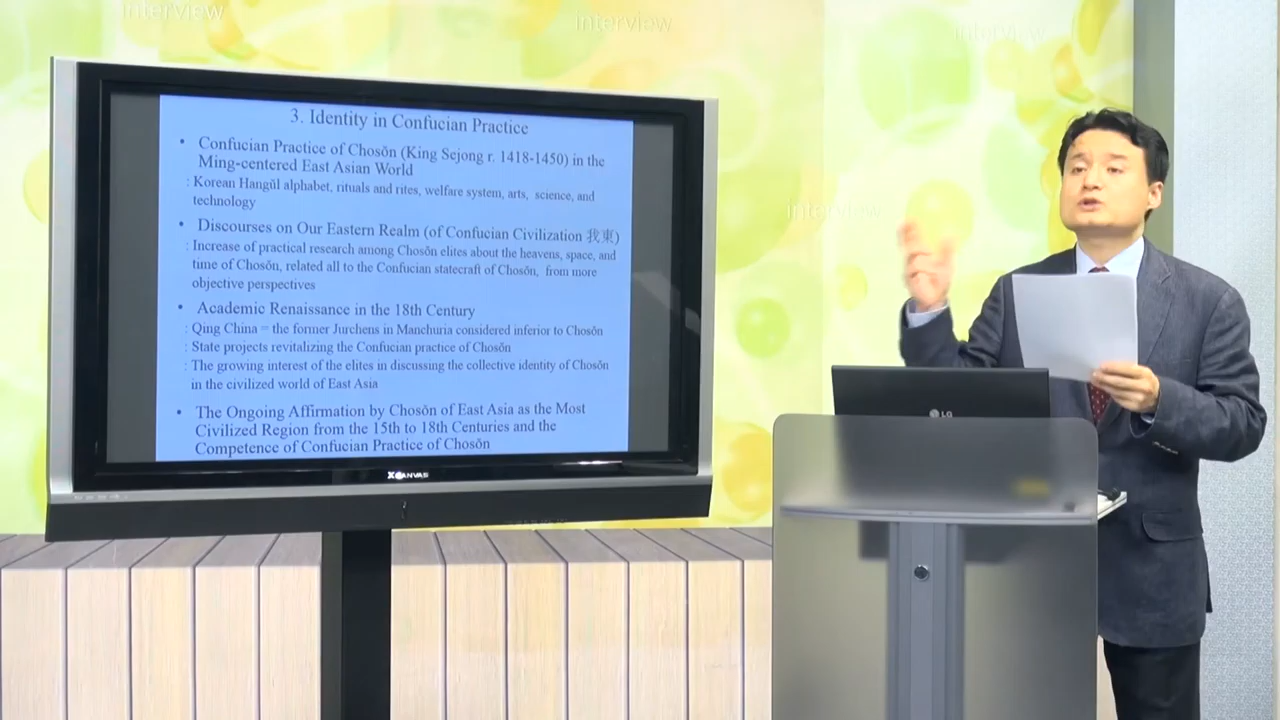 interview
interview
interview
interview
3. Identity in Confucian Practice
• Confucian Practice of Chosŏn (King Sejong r. 1418-1450) in the
Ming-centered East Asian World
: Korean Hangŭl alphabet, rituals and rites, welfare system, arts, science, and
technology
• Discourses on Our Eastern Realm (of Confucian Civilization 我東)
: Increase of practical research among Chosŏn elites about the heavens, space, and
time of Chosŏn, related all to the Confucian statecraft of Chosŏn, from more
objective perspectives
• Academic Renaissance in the 18th Century
: Qing China = the former Jurchens in Manchuria considered inferior to Chosŏn
: State projects revitalizing the Confucian practice of Chosŏn
: The growing interest of the elites in discussing the collective identity of Chosŏn
in the civilized world of East Asia
• The Ongoing Affirmation by Chosŏn of East Asia as the Most
Civilized Region from the 15th to 18th Centuries and the
Competence of Confucian Practice of Chosŏn
XCANVAS
LG